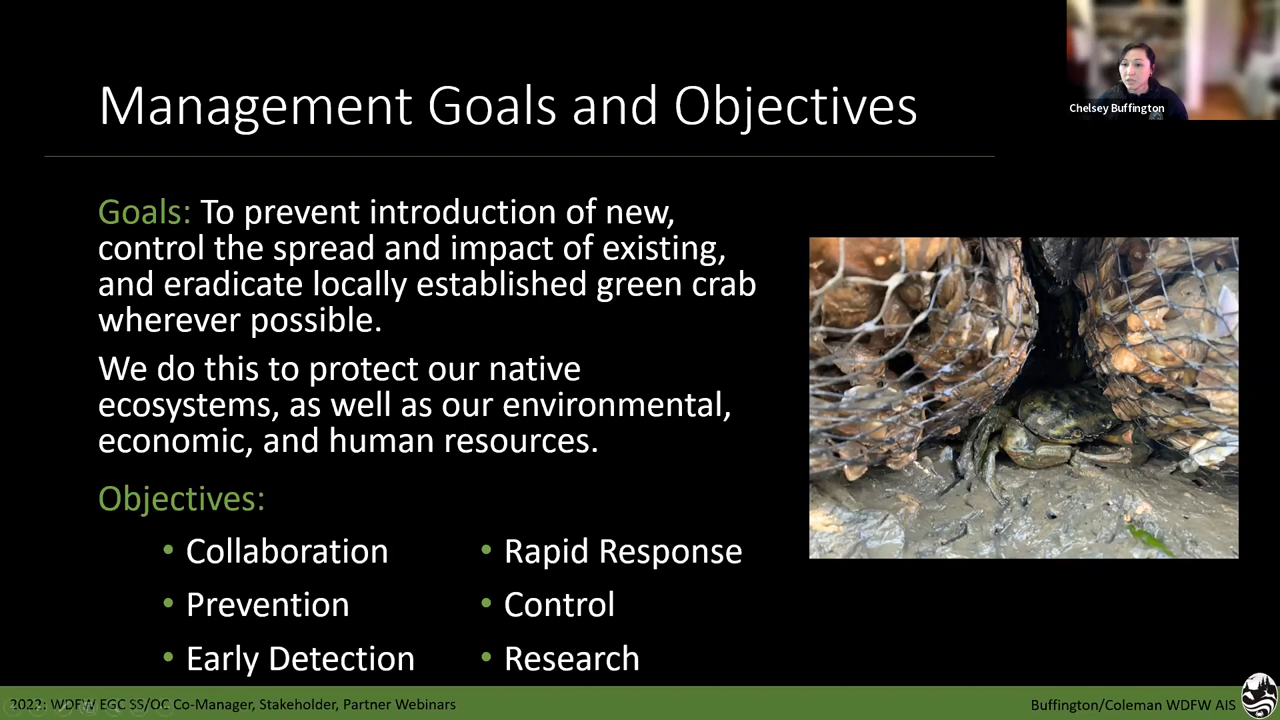 Management Goals and Objectives
Chelsey Buffington
Goals: To prevent introduction of new,
control the spread and impact of existing,
and eradicate locally established green crab
wherever possible.
We do this to protect our native
ecosystems, as well as our environmental,
economic, and human resources.
Objectives:
• Collaboration
• Prevention
• Early Detection
• Rapid Response
• Control
• Research
2022: WDFW EGC SS/OC Co-Manager, Stakeholder, Partner Webinars
Buffington/Coleman WDFW AIS